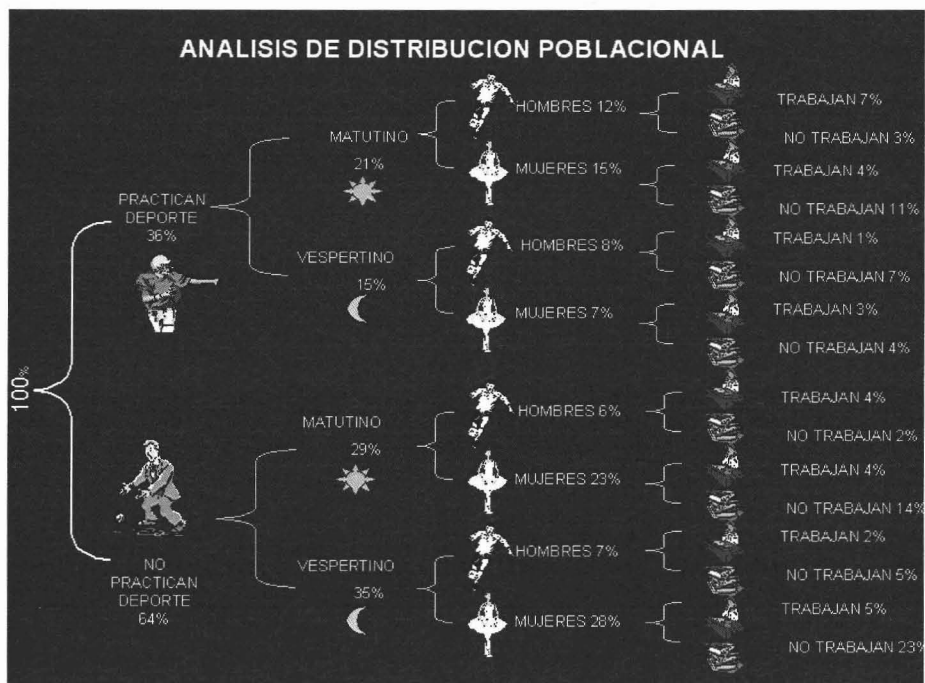 ANALISIS DE DISTRIBUCION POBLACIONAL
100%
PRACTICAN
DEPORTE
36%
MATUTINO
21%
HOMBRES 12%
TRABAJAN 7%
NO TRABAJAN 3%
MUJERES 15%
TRABAJAN 4%
NO TRABAJAN 11%
VESPERTINO
15%
HOMBRES 8%
TRABAJAN 1%
NO TRABAJAN 7%
MUJERES 7%
TRABAJAN 3%
NO TRABAJAN 4%
NO
PRACTICAN
DEPORTE
64%
MATUTINO
29%
HOMBRES 6%
TRABAJAN 4%
NO TRABAJAN 2%
MUJERES 23%
TRABAJAN 4%
NO TRABAJAN 14%
VESPERTINO
35%
HOMBRES 7%
TRABAJAN 2%
NO TRABAJAN 5%
MUJERES 28%
TRABAJAN 5%
NO TRABAJAN 23%